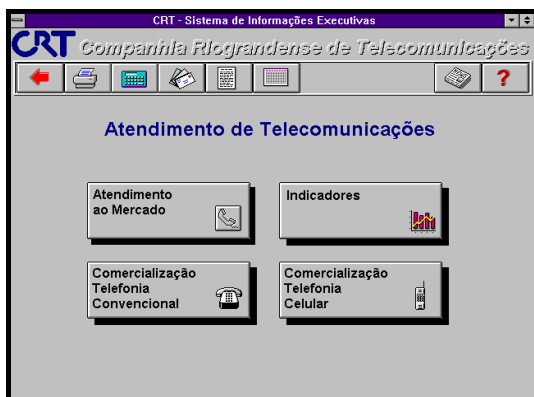 CRT - Sistema de Informações Executivas
CRT Companhia Riograndense de Telecomunicações
?
Atendimento de Telecomunicações
Atendimento
ao Mercado
Indicadores
Comercialização
Telefonia
Convencional
Comercialização
Telefonia
Celular